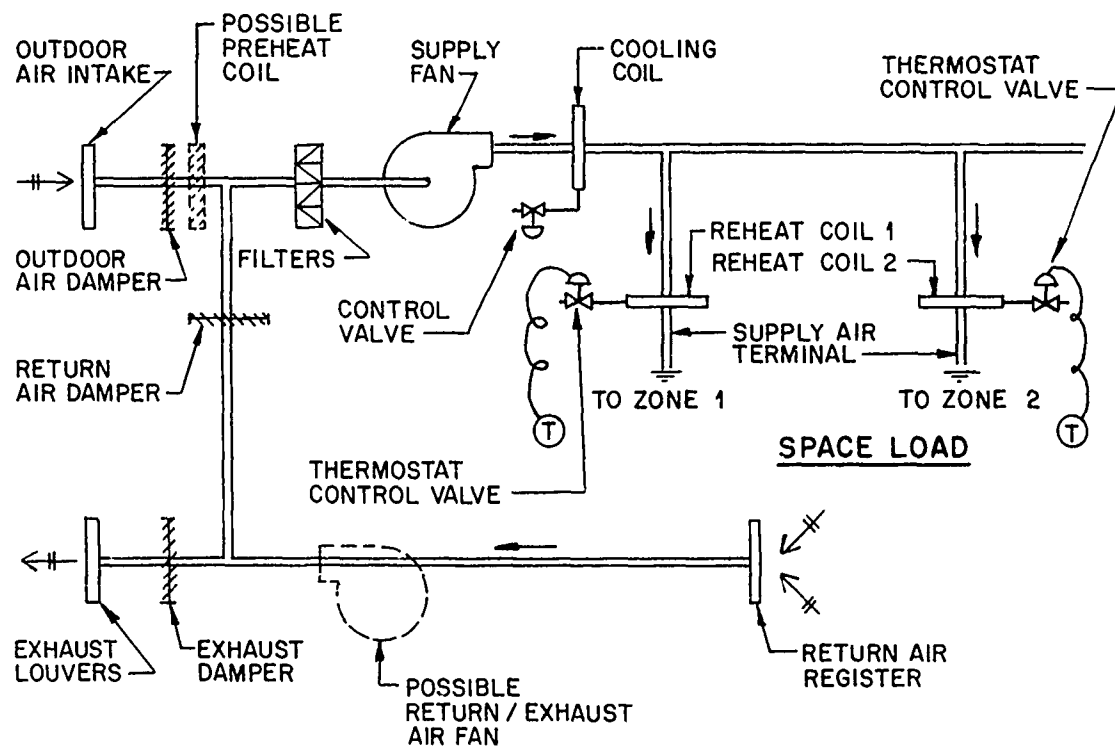 OUTDOOR
AIR INTAKE
POSSIBLE
PREHEAT
COIL
SUPPLY
FAN
COOLING
COIL
THERMOSTAT
CONTROL VALVE
OUTDOOR
AIR DAMPER
FILTERS
CONTROL
VALVE
REHEAT COIL 1
REHEAT COIL 2
RETURN
AIR DAMPER
SUPPLY AIR
TERMINAL
TO ZONE 1
TO ZONE 2
T
T
SPACE LOAD
THERMOSTAT
CONTROL VALVE
EXHAUST
LOUVERS
EXHAUST
DAMPER
POSSIBLE
RETURN / EXHAUST
AIR FAN
RETURN AIR
REGISTER